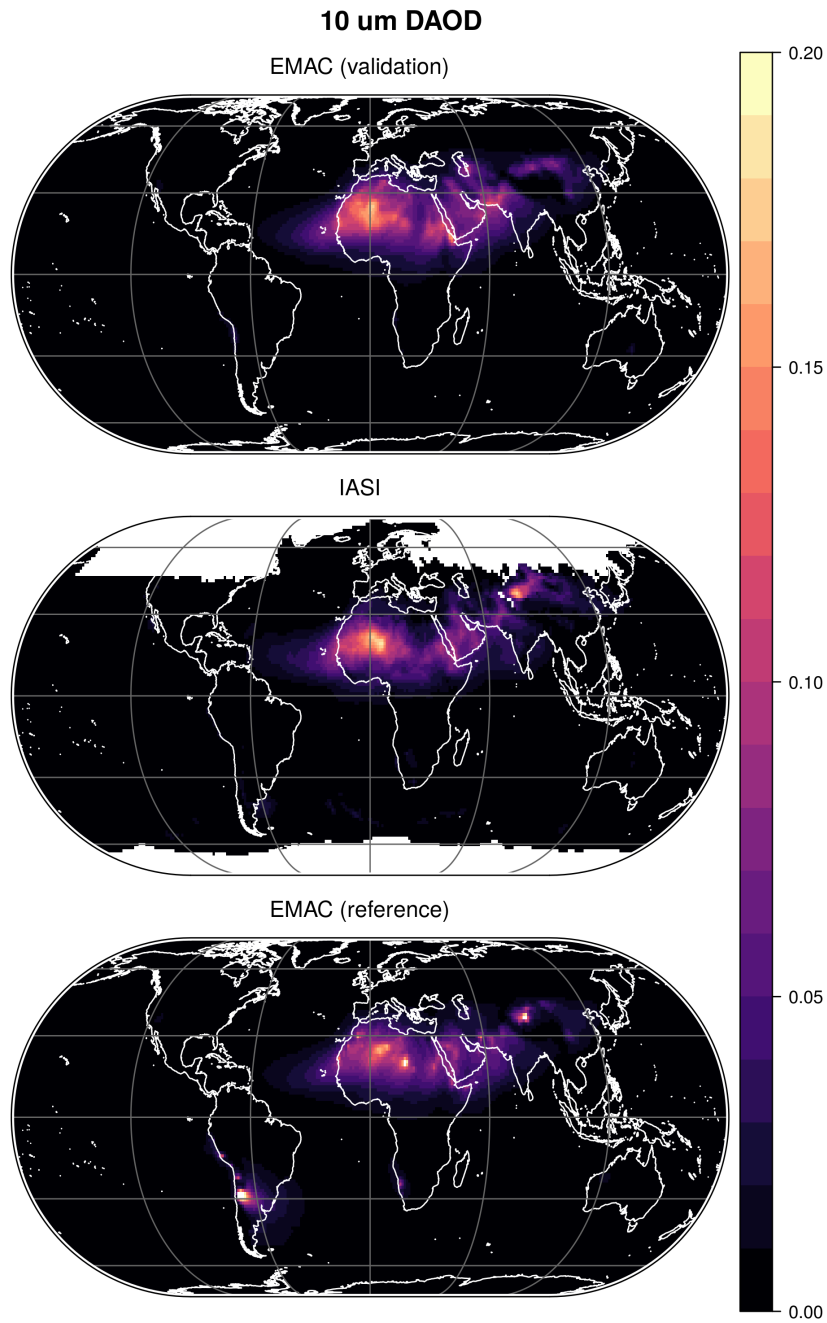 10 um DAOD
EMAC (validation)
0.20
0.15
IASI
0.10
EMAC (reference)
0.05
0.00